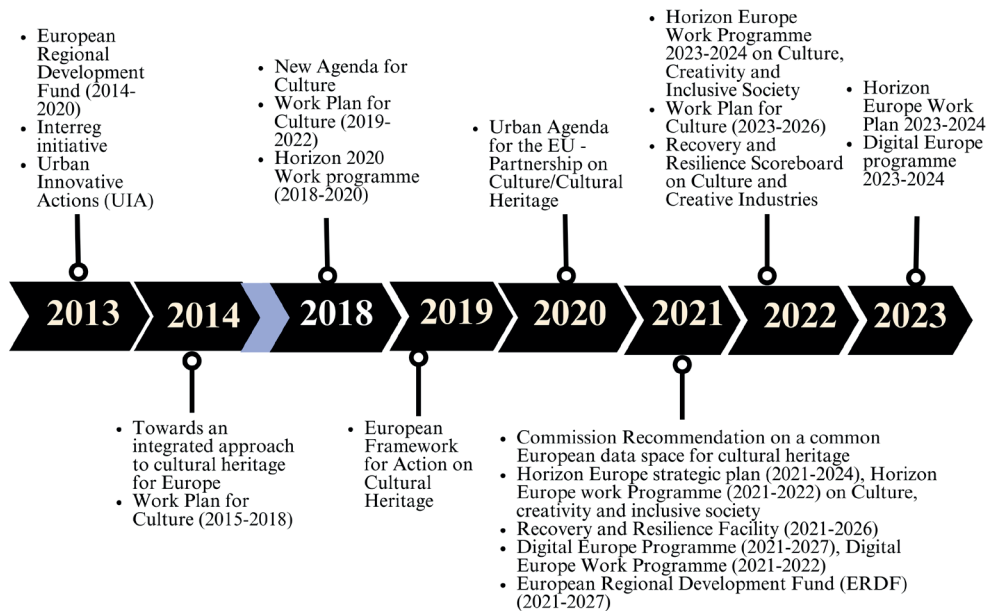 • European
Regional
Development
Fund (2014-
2020)
• Interreg
initiative
• Urban
Innovative
Actions (UIA)
• New Agenda for
Culture
• Work Plan for
Culture (2019-
2022)
• Horizon 2020
Work programme
(2018-2020)
• Urban Agenda
for the EU -
Partnership on
Culture/Cultural
Heritage
• Horizon Europe
Work Programme
2023-2024 on Culture,
Creativity and
Inclusive Society
• Work Plan for
Culture (2023-2026)
• Recovery and
Resilience Scoreboard
on Culture and
Creative Industries
• Horizon
Europe Work
Plan 2023-2024
• Digital Europe
programme
2023-2024
2013 2014 2018 2019 2020 2021 2022 2023
• Towards an
integrated approach
to cultural heritage
for Europe
• Work Plan for
Culture (2015-2018)
• European
Framework
for Action on
Cultural
Heritage
• Commission Recommendation on a common
European data space for cultural heritage
• Horizon Europe strategic plan (2021-2024), Horizon
Europe work Programme (2021-2022) on Culture,
creativity and inclusive society
• Recovery and Resilience Facility (2021-2026)
• Digital Europe Programme (2021-2027), Digital
Europe Work Programme (2021-2022)
• European Regional Development Fund (ERDF)
(2021-2027)